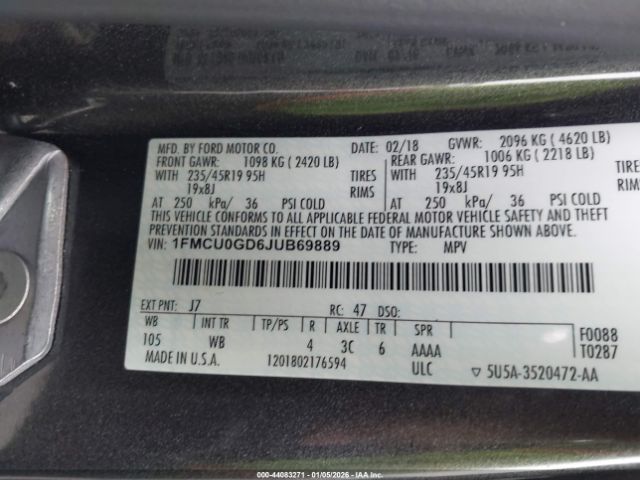 MFD. BY FORD MOTOR CO. DATE: 02/18 GVWR: 2096 KG ( 4620 LB)
FRONT GAWR: 1098 KG ( 2420 LB) REAR GAWR: 1006 KG ( 2218 LB)
WITH 235/45R19 95H TIRES WITH 235/45R19 95H TIRES
19x8J RIMS 19x8J RIMS
AT 250 kPa/ 36 PSI COLD AT 250 kPa/ 36 PSI COLD
THIS VEHICLE CONFORMS TO ALL APPLICABLE FEDERAL MOTOR VEHICLE SAFETY AND THEFT
PREVENTION STANDARDS IN EFFECT ON THE DATE OF MANUFACTURE SHOWN ABOVE.
VIN: 1FMCU0GD6JUB69889 TYPE: MPV
EXT PNT: J7 RC: 47 DSO:
WB INT TR TP/PS R AXLE TR SPR F0088
105 WB 4 3C 6 AAAA T0287
MADE IN U.S.A. 1201802176594 ULC ▽ 5U5A-3520472-AA
000-44083271 - 01/05/2026 - IAAI.COM